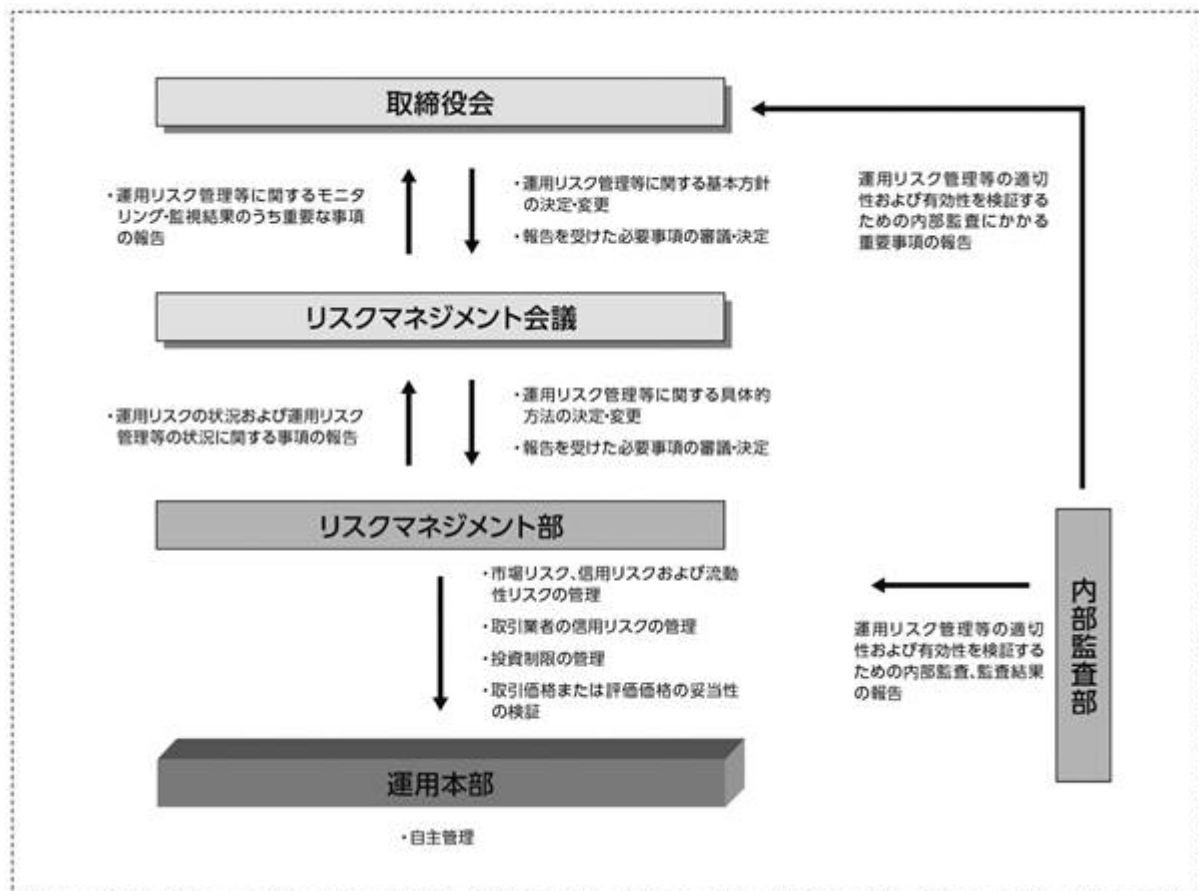 取締役会
・運用リスク管理等に関するモニタ
リング・監視結果のうち重要な事項
の報告
・運用リスク管理等に関する基本方針
の決定・変更
・報告を受けた必要事項の審議・決定
運用リスク管理等の適切
性および有効性を検証する
ための内部監査にかかる
重要事項の報告
リスクマネジメント会議
・運用リスクの状況および運用リスク
管理等の状況に関する事項の報告
・運用リスク管理等に関する具体的
方法の決定・変更
・報告を受けた必要事項の審議・決定
リスクマネジメント部
・市場リスク、信用リスクおよび流動
性リスクの管理
・取引業者の信用リスクの管理
・投資制限の管理
・取引価格または評価価格の妥当性
の検証
運用リスク管理等の適切
性および有効性を検証する
ための内部監査、監査結果
の報告
内部監査部
運用本部
・自主管理